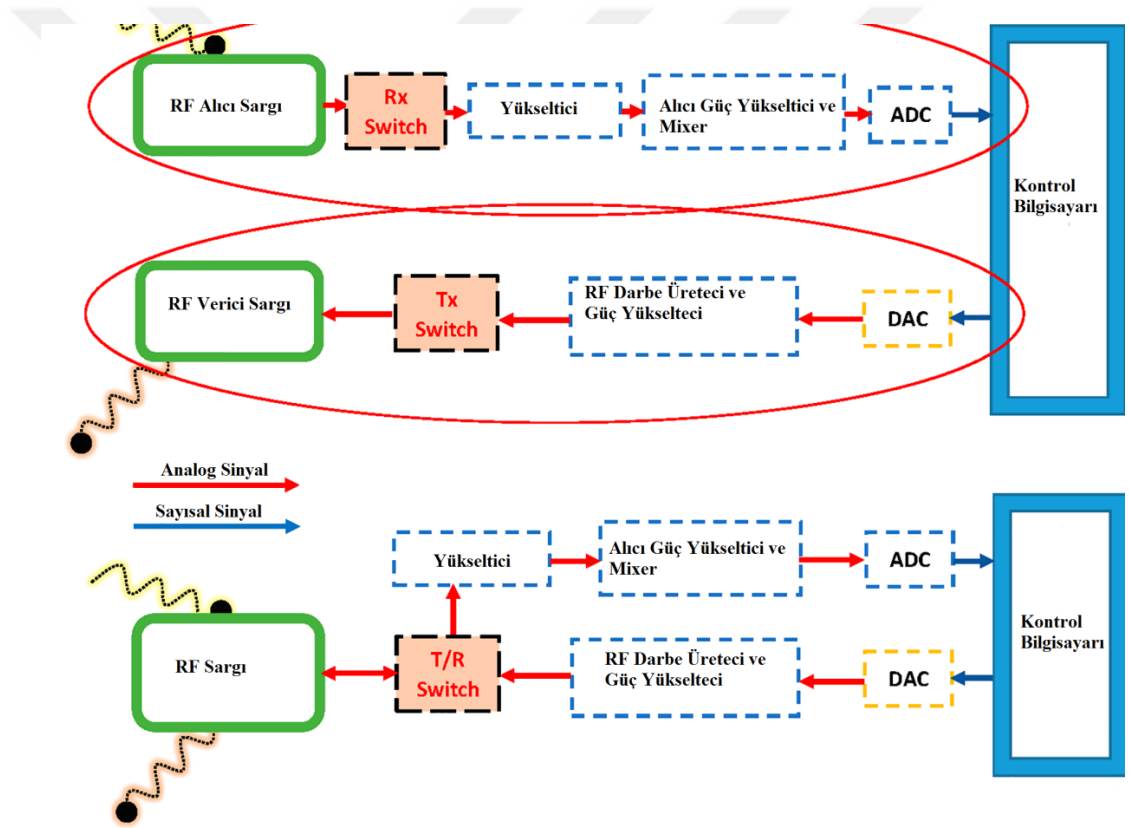 RF Alıcı Sargı
Rx
Switch
Yükseltici
Alıcı Güç Yükseltici ve
Mixer
ADC
Kontrol
Bilgisayarı
RF Verici Sargı
Tx
Switch
RF Darbe Üreteci ve
Güç Yükselteci
DAC
Analog Sinyal
Sayısal Sinyal
Yükseltici
Alıcı Güç Yükseltici ve
Mixer
ADC
Kontrol
Bilgisayarı
RF Sargı
T/R
Switch
RF Darbe Üreteci ve
Güç Yükselteci
DAC